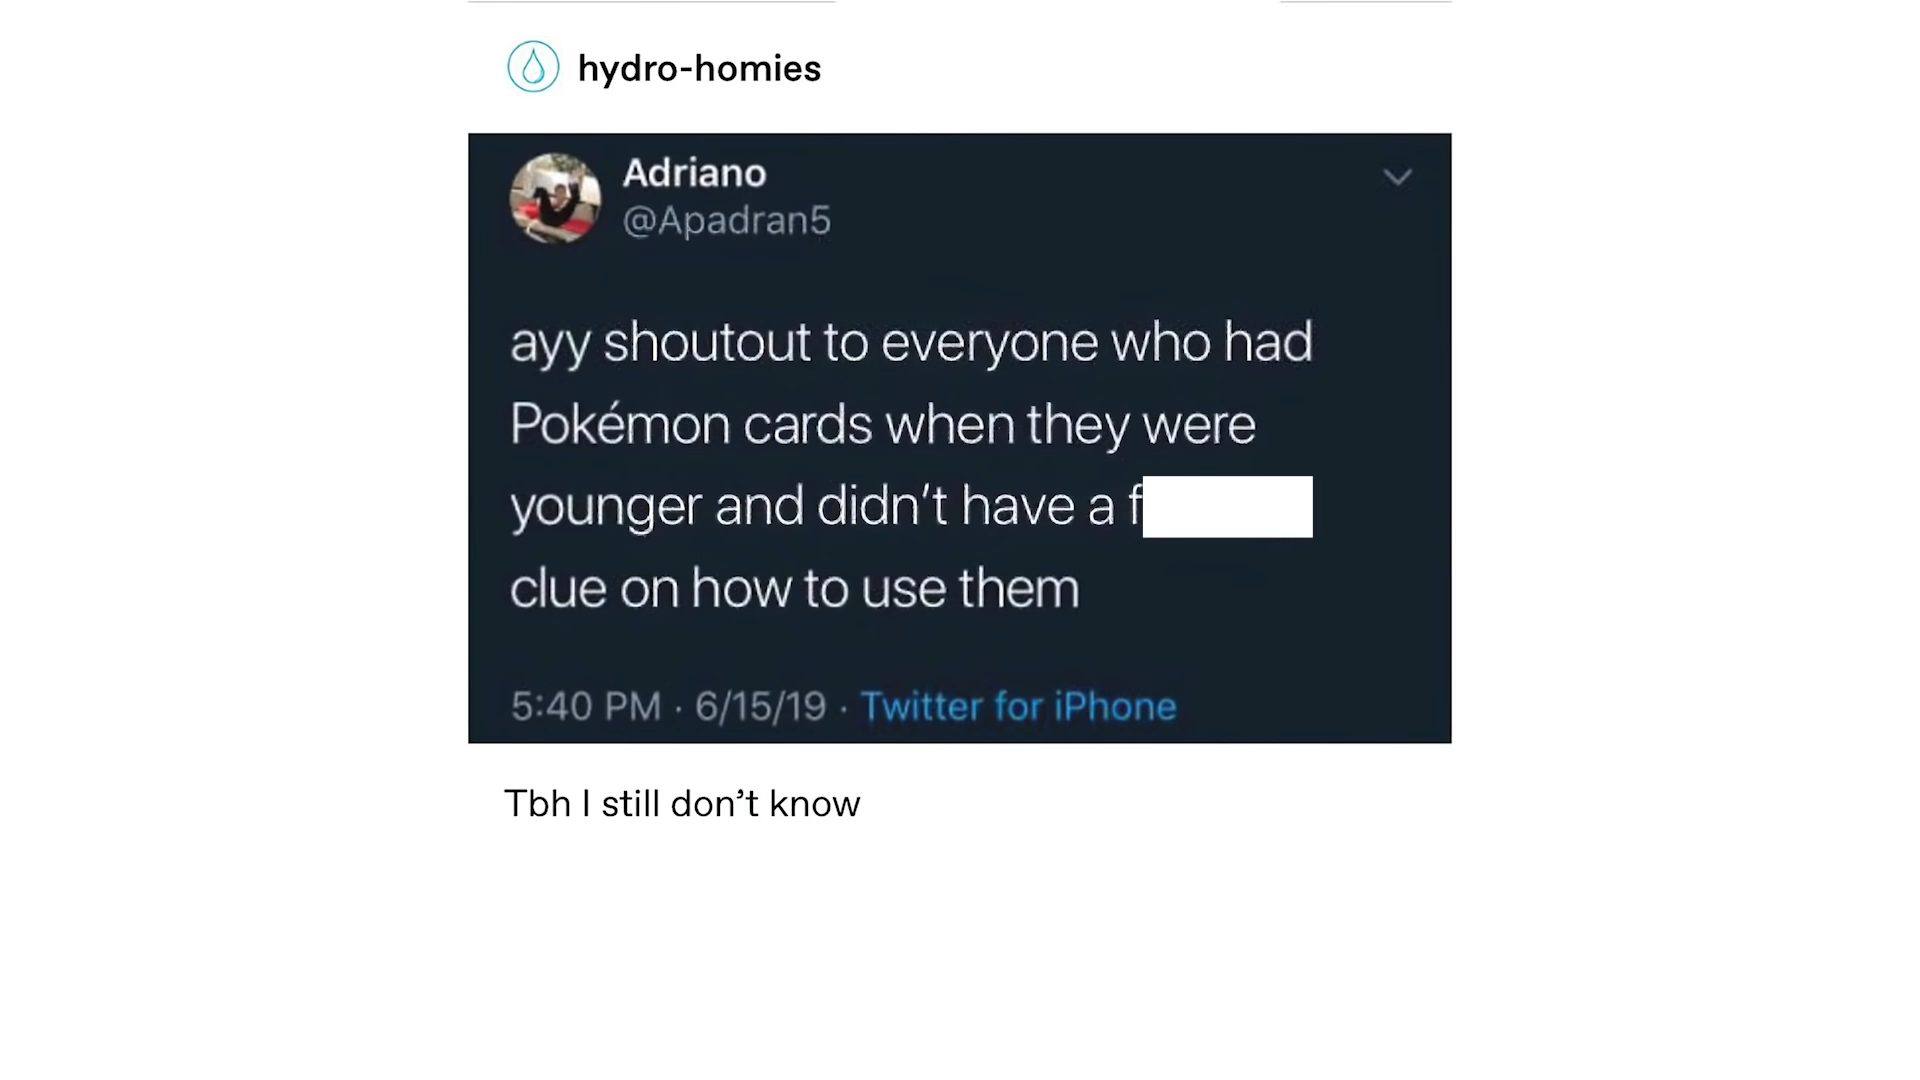 hydro-homies
Adriano
@Apadran5
ayy shoutout to everyone who had
Pokémon cards when they were
younger and didn't have a f
clue on how to use them
5:40 PM · 6/15/19 · Twitter for iPhone
Tbh I still don't know